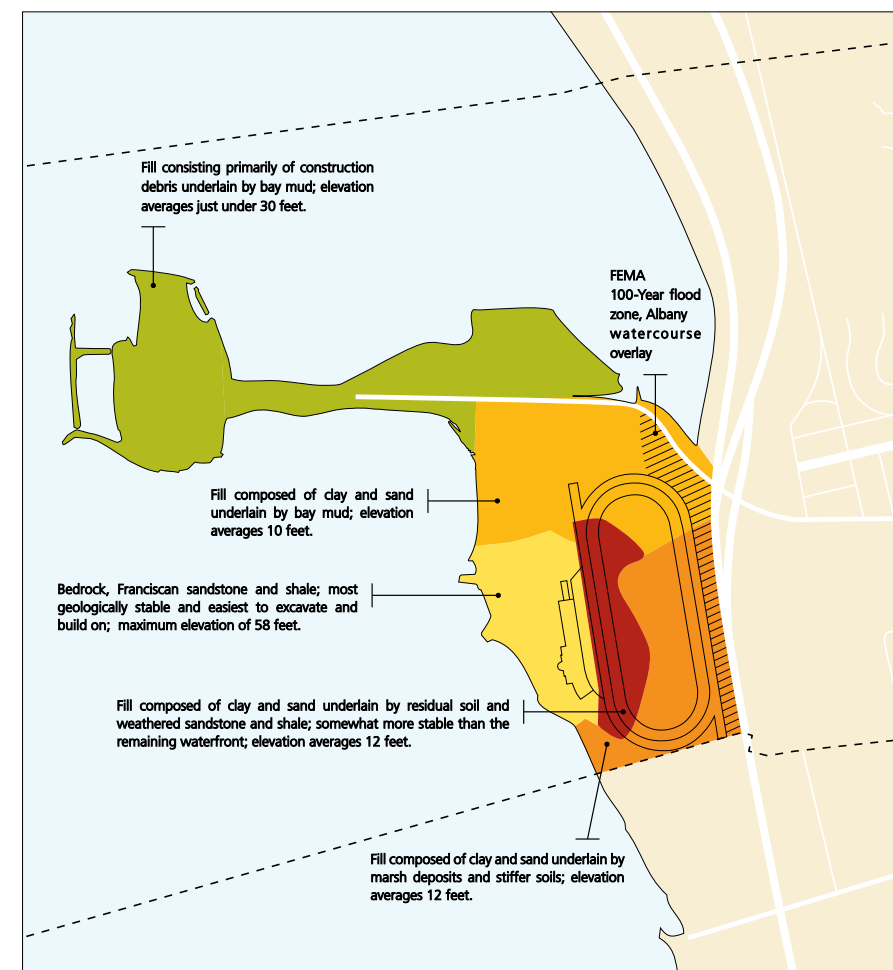 Fill consisting primarily of construction
debris underlain by bay mud; elevation
averages just under 30 feet.
FEMA
100-Year flood
zone, Albany
watercourse
overlay
Fill composed of clay and sand
underlain by bay mud; elevation
averages 10 feet.
Bedrock, Franciscan sandstone and shale; most
geologically stable and easiest to excavate and
build on; maximum elevation of 58 feet.
Fill composed of clay and sand underlain by residual soil and
weathered sandstone and shale; somewhat more stable than the
remaining waterfront; elevation averages 12 feet.
Fill composed of clay and sand underlain by
marsh deposits and stiffer soils; elevation
averages 12 feet.